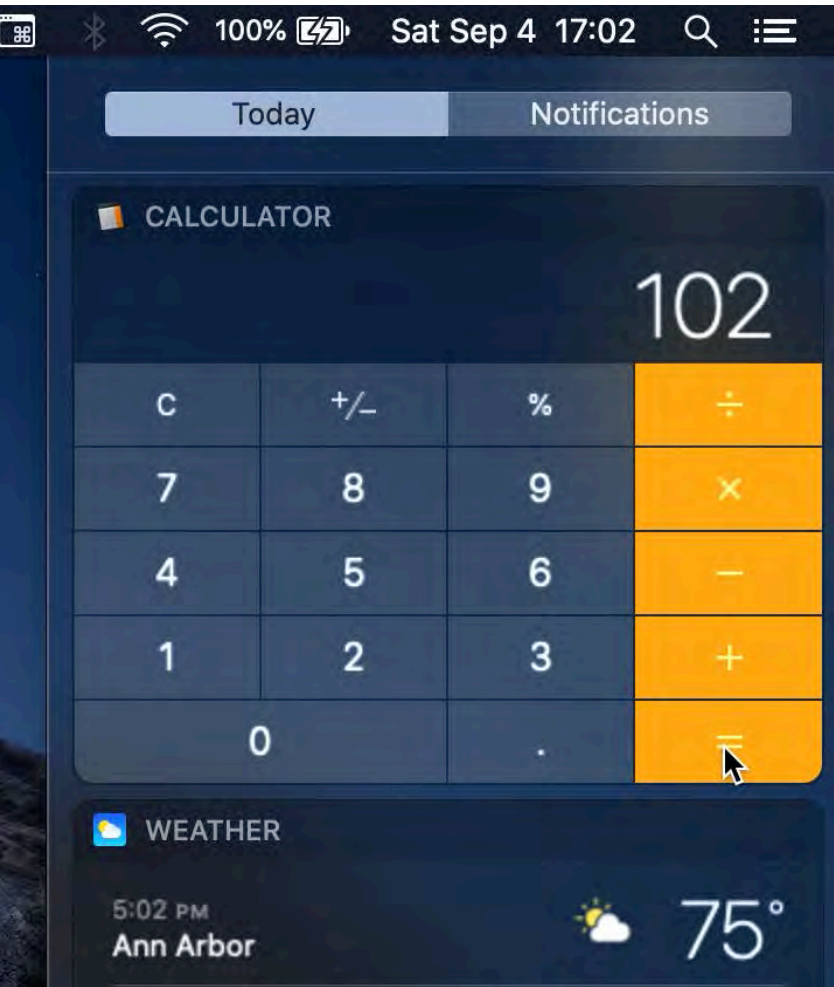 ⌘ 100% Sat Sep 4 17:02
Today Notifications
CALCULATOR
102
C +/− % ÷
7 8 9 ×
4 5 6 −
1 2 3 +
0 . =
WEATHER
5:02 PM
Ann Arbor 75°